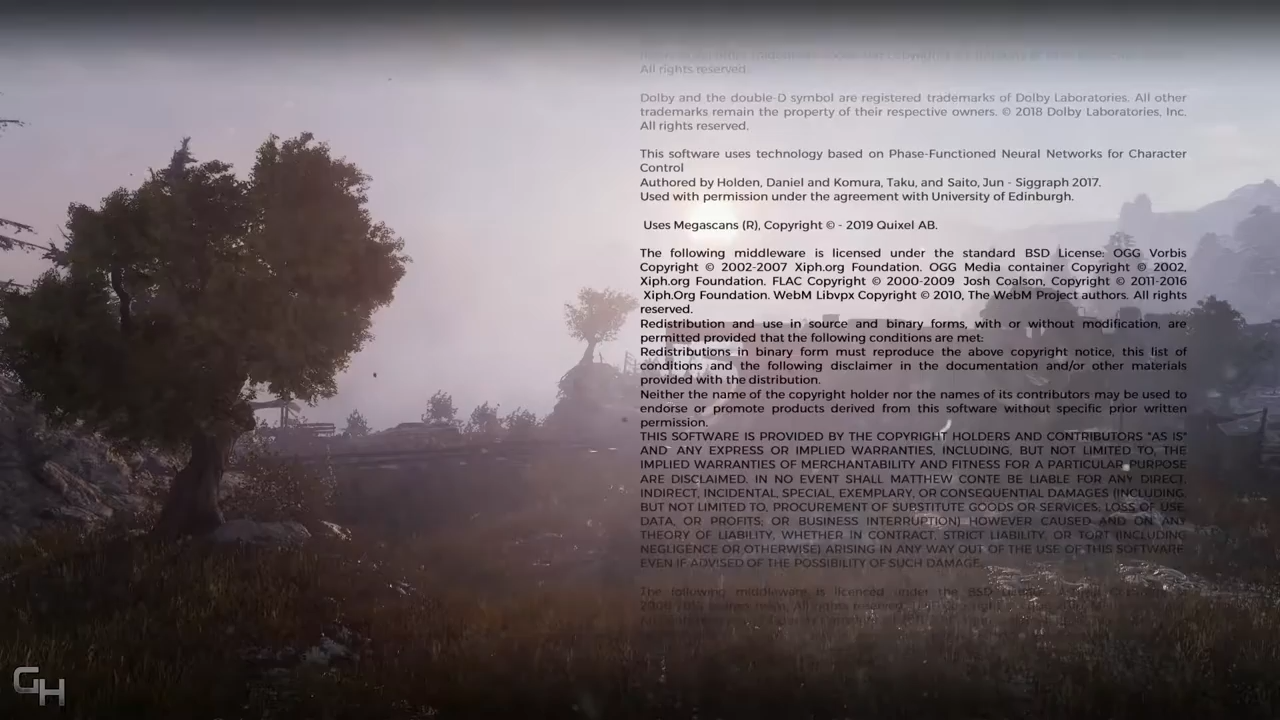 All rights reserved.
Dolby and the double-D symbol are registered trademarks of Dolby Laboratories. All other
trademarks remain the property of their respective owners. © 2018 Dolby Laboratories, Inc.
All rights reserved.
This software uses technology based on Phase-Functioned Neural Networks for Character
Control
Authored by Holden, Daniel and Komura, Taku, and Saito, Jun - Siggraph 2017.
Used with permission under the agreement with University of Edinburgh.
Uses Megascans (R), Copyright © - 2019 Quixel AB.
The following middleware is licensed under the standard BSD License: OGG Vorbis
Copyright © 2002-2007 Xiph.org Foundation. OGG Media container Copyright © 2002,
Xiph.org Foundation. FLAC Copyright © 2000-2009 Josh Coalson, Copyright © 2011-2016
Xiph.Org Foundation. WebM Libvpx Copyright © 2010, The WebM Project authors. All rights
reserved.
Redistribution and use in source and binary forms, with or without modification, are
permitted provided that the following conditions are met:
Redistributions in binary form must reproduce the above copyright notice, this list of
conditions and the following disclaimer in the documentation and/or other materials
provided with the distribution.
Neither the name of the copyright holder nor the names of its contributors may be used to
endorse or promote products derived from this software without specific prior written
permission.
THIS SOFTWARE IS PROVIDED BY THE COPYRIGHT HOLDERS AND CONTRIBUTORS "AS IS"
AND ANY EXPRESS OR IMPLIED WARRANTIES, INCLUDING, BUT NOT LIMITED TO, THE
IMPLIED WARRANTIES OF MERCHANTABILITY AND FITNESS FOR A PARTICULAR PURPOSE
ARE DISCLAIMED. IN NO EVENT SHALL MATTHEW CONTE BE LIABLE FOR ANY DIRECT,
INDIRECT, INCIDENTAL, SPECIAL, EXEMPLARY, OR CONSEQUENTIAL DAMAGES (INCLUDING,
BUT NOT LIMITED TO, PROCUREMENT OF SUBSTITUTE GOODS OR SERVICES, LOSS OF USE,
DATA, OR PROFITS; OR BUSINESS INTERRUPTION) HOWEVER CAUSED AND ON ANY
THEORY OF LIABILITY, WHETHER IN CONTRACT, STRICT LIABILITY, OR TORT (INCLUDING
NEGLIGENCE OR OTHERWISE) ARISING IN ANY WAY OUT OF THE USE OF THIS SOFTWARE,
EVEN IF ADVISED OF THE POSSIBILITY OF SUCH DAMAGE.
The following middleware is licenced under the BSD
All rights reserved.
GH